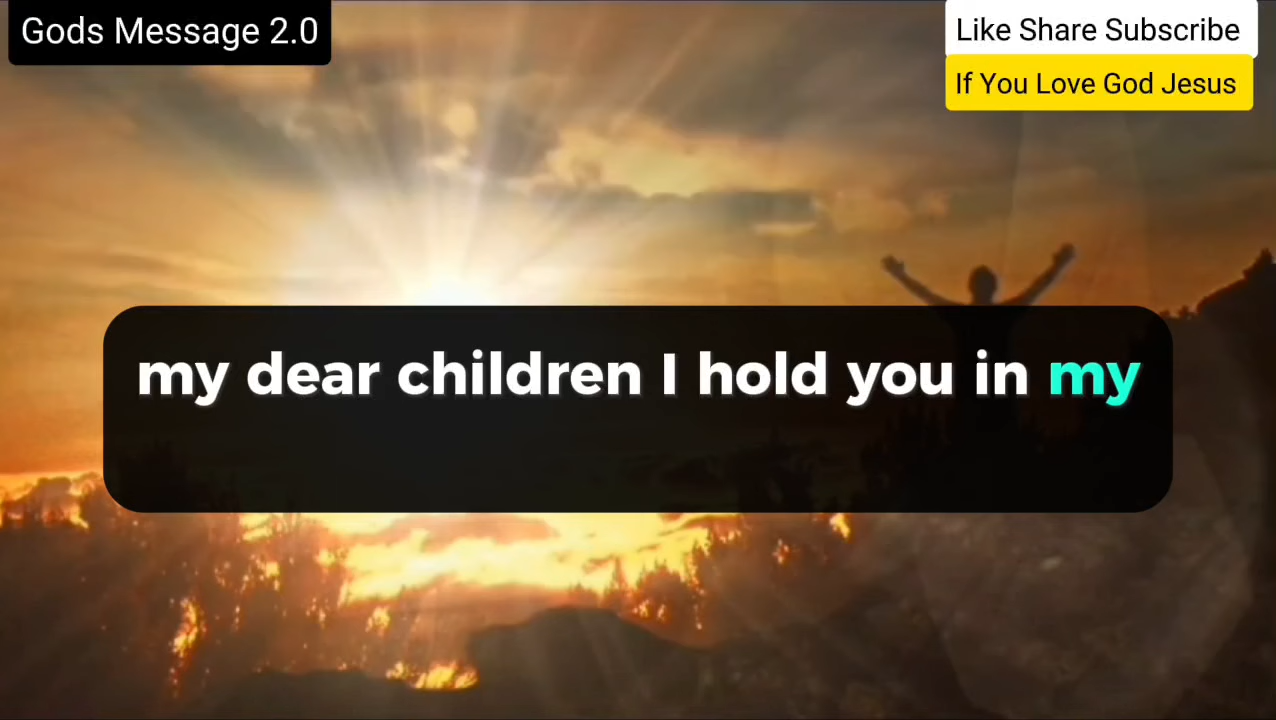 Gods Message 2.0
Like Share Subscribe
If You Love God Jesus
my dear children I hold you in my